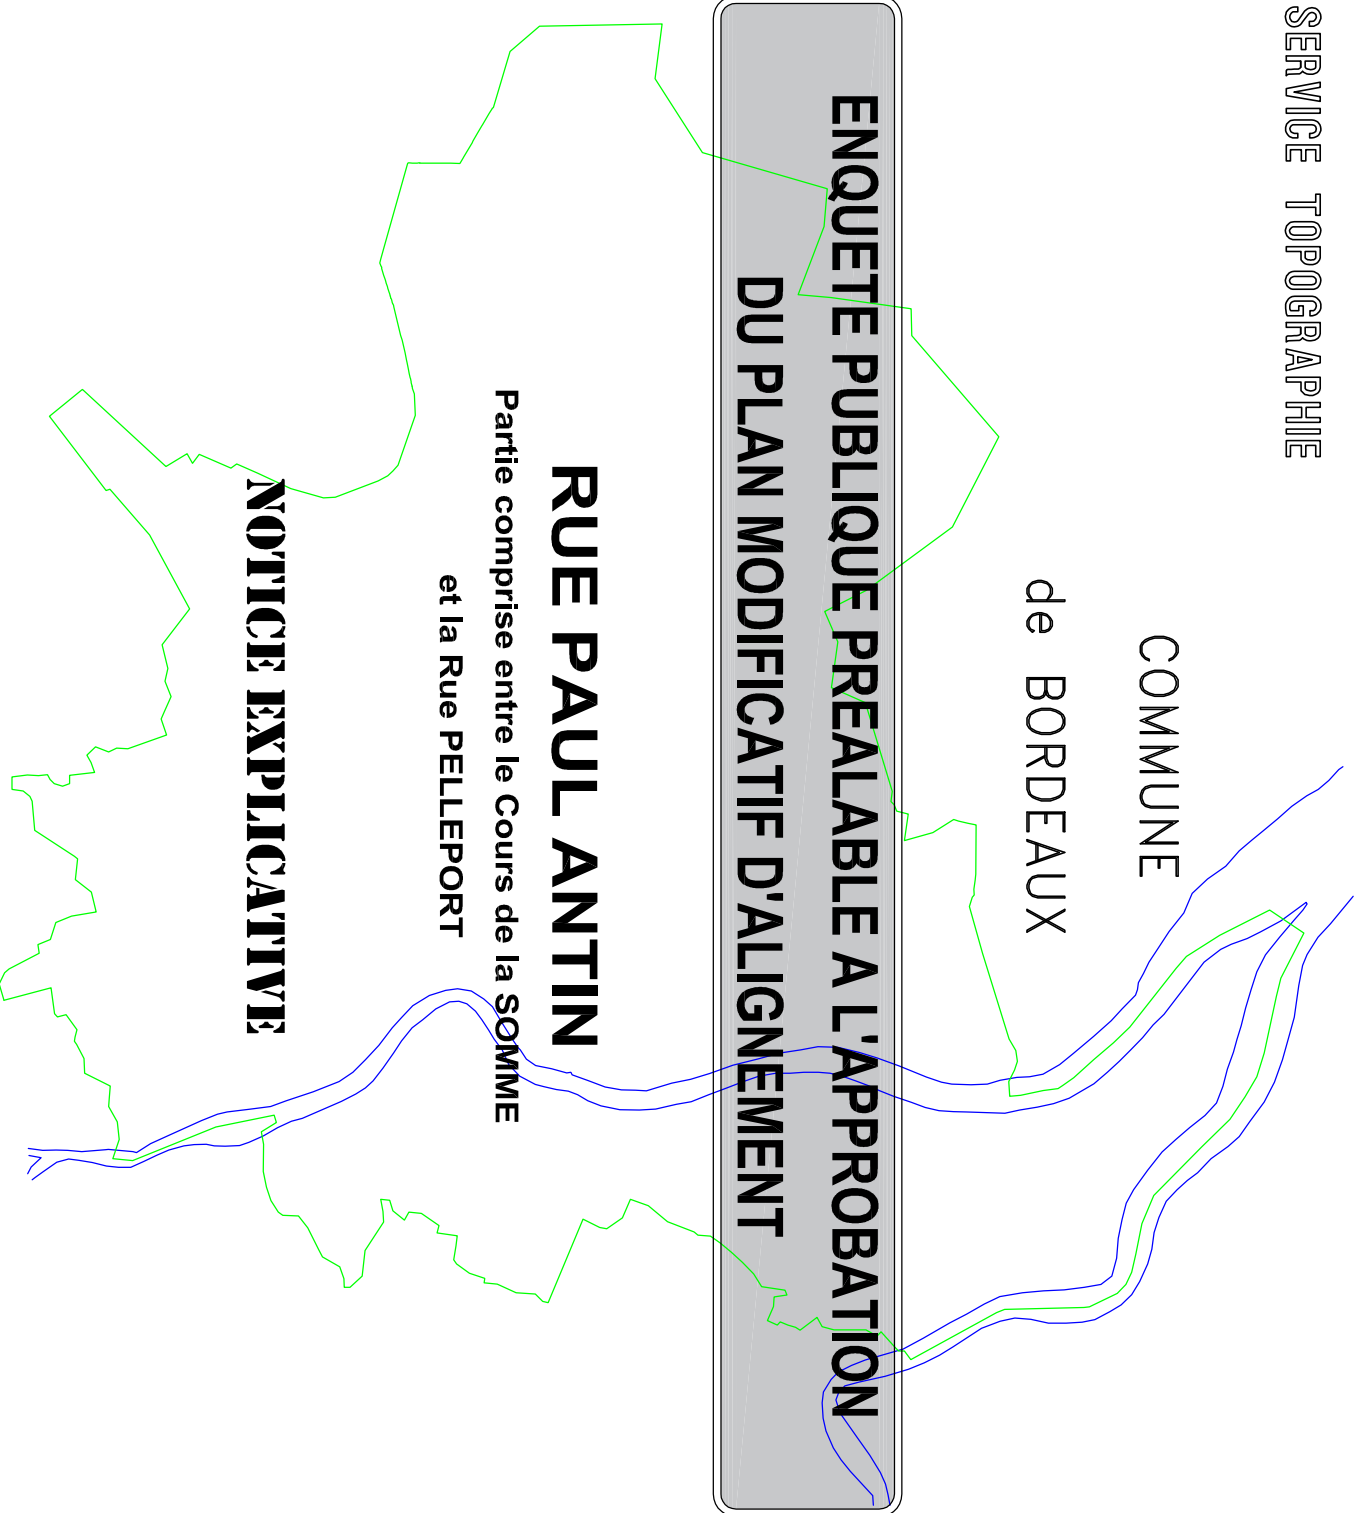 SERVICE TOPOGRAPHIE
COMMUNE
de BORDEAUX
ENQUETE PUBLIQUE PREALABLE A L'APPROBATION
DU PLAN MODIFICATIF D'ALIGNEMENT
RUE PAUL ANTIN
Partie comprise entre le Cours de la SOMME
et la Rue PELLEPORT
NOTICE EXPLICATIVE